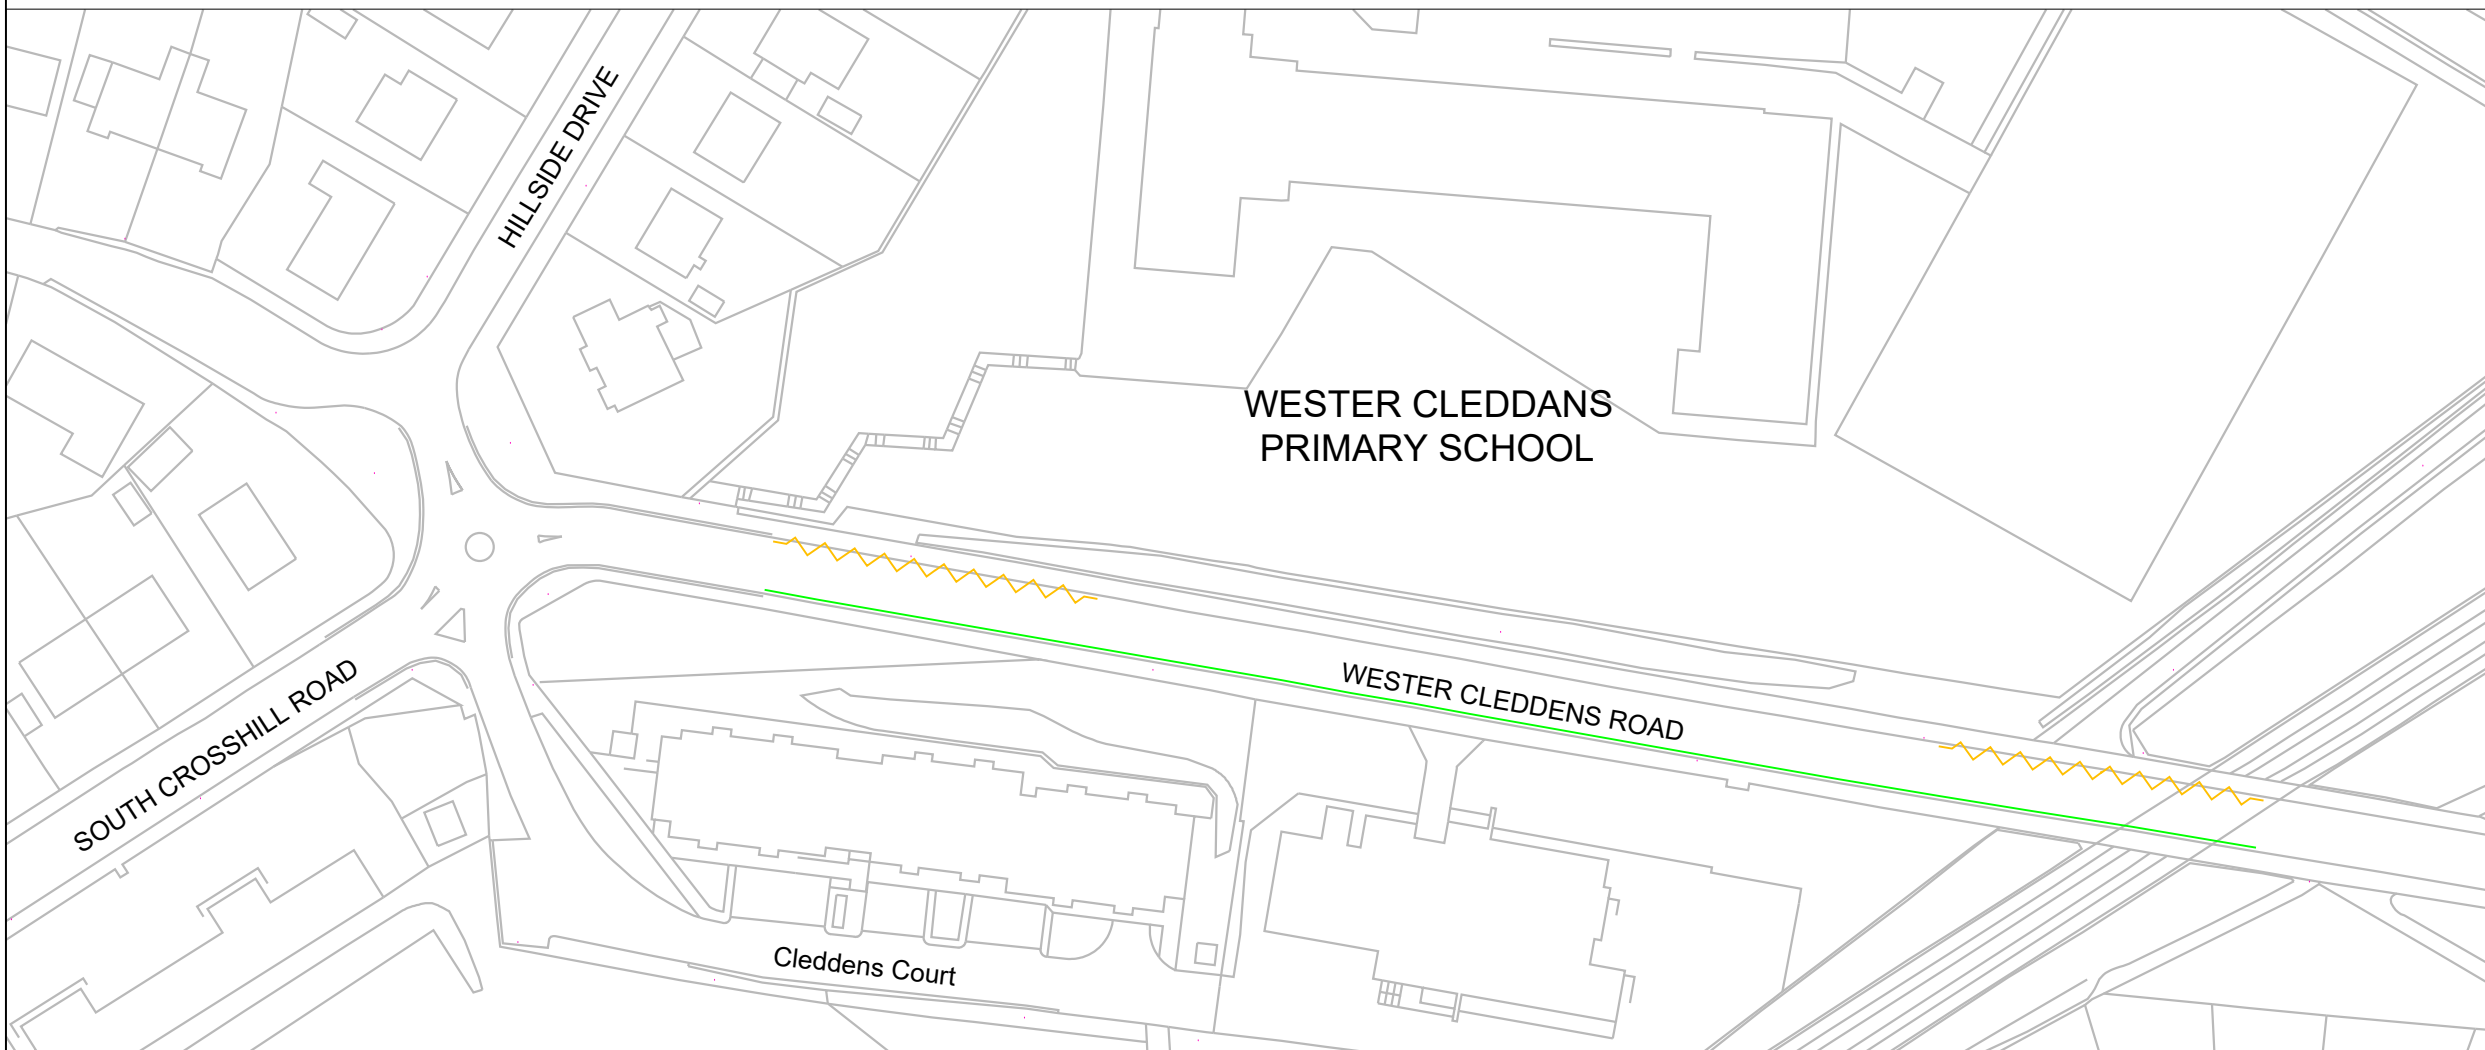 HILLSIDE DRIVE
WESTER CLEDDANS
PRIMARY SCHOOL
WESTER CLEDDENS ROAD
SOUTH CROSSHILL ROAD
Cleddens Court